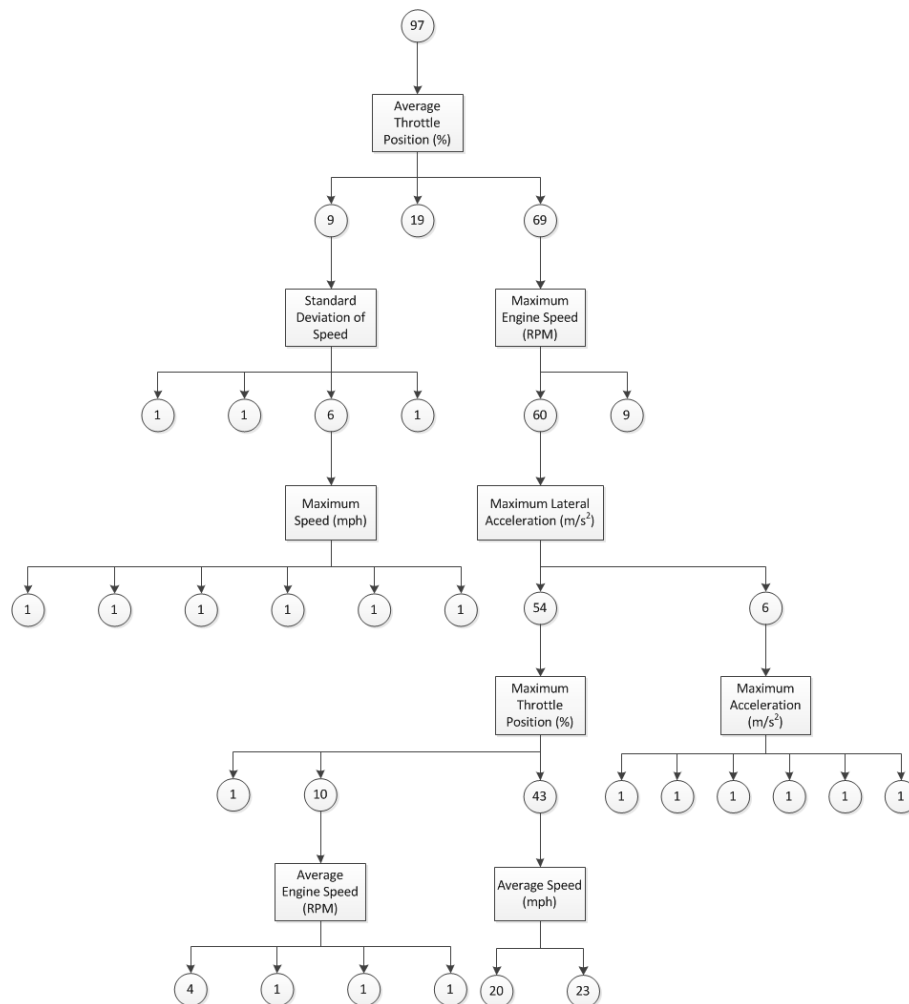 97
Average
Throttle
Position (%)
9
19
69
Standard
Deviation of
Speed
Maximum
Engine Speed
(RPM)
1
1
6
1
60
9
Maximum
Speed (mph)
Maximum Lateral
Acceleration (m/s²)
1
1
1
1
1
1
54
6
Maximum
Throttle
Position (%)
Maximum
Acceleration
(m/s²)
1
10
43
1
1
1
1
1
1
Average
Engine Speed
(RPM)
Average Speed
(mph)
4
1
1
1
20
23